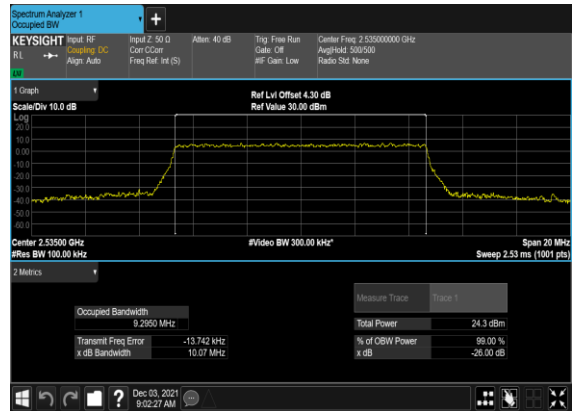 Spectrum Analyzer 1
Occupied BW
+
KEYSIGHT Input: RF Input Z: 50 Ω Atten: 40 dB Trig: Free Run Center Freq: 2.535000000 GHz
RL Coupling: DC Corr CCorr Gate: Off Avg|Hold: 500/500
Align: Auto Freq Ref: Int (S) #IF Gain: Low Radio Std: None
1 Graph
Ref Lvl Offset 4.30 dB
Scale/Div 10.0 dB Ref Value 30.00 dBm
Log
20.0
10.0
0.00
-10.0
-20.0
-30.0
-40.0
-50.0
-60.0
Center 2.53500 GHz #Video BW 300.00 kHz* Span 20 MHz
#Res BW 100.00 kHz Sweep 2.53 ms (1001 pts)
2 Metrics
Measure Trace Trace 1
Occupied Bandwidth
9.2950 MHz Total Power 24.3 dBm
Transmit Freq Error -13.742 kHz % of OBW Power 99.00 %
x dB Bandwidth 10.07 MHz x dB -26.00 dB
? Dec 03, 2021
9:02:27 AM